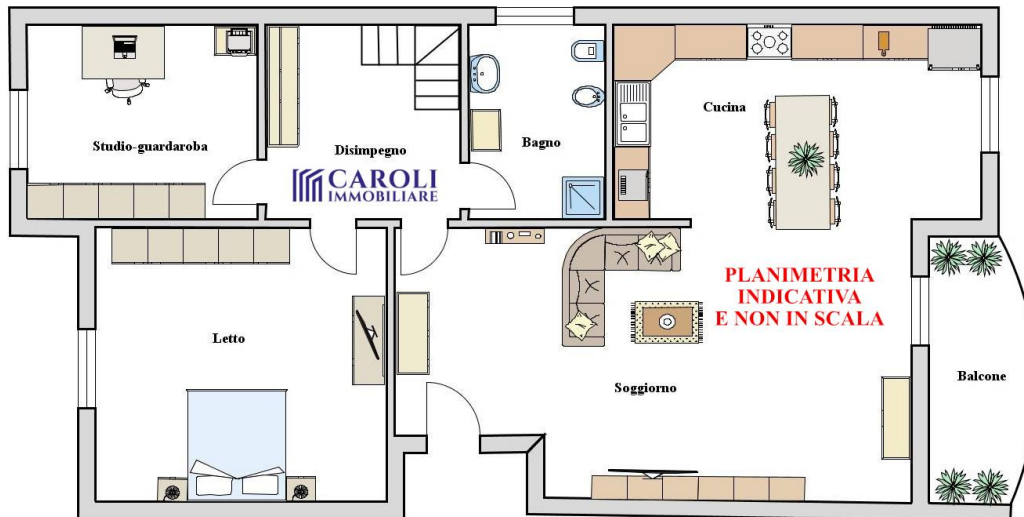 Studio-guardaroba
Disimpegno
Bagno
Cucina
CAROLI
IMMOBILIARE
PLANIMETRIA
INDICATIVA
E NON IN SCALA
Letto
Soggiorno
Balcone